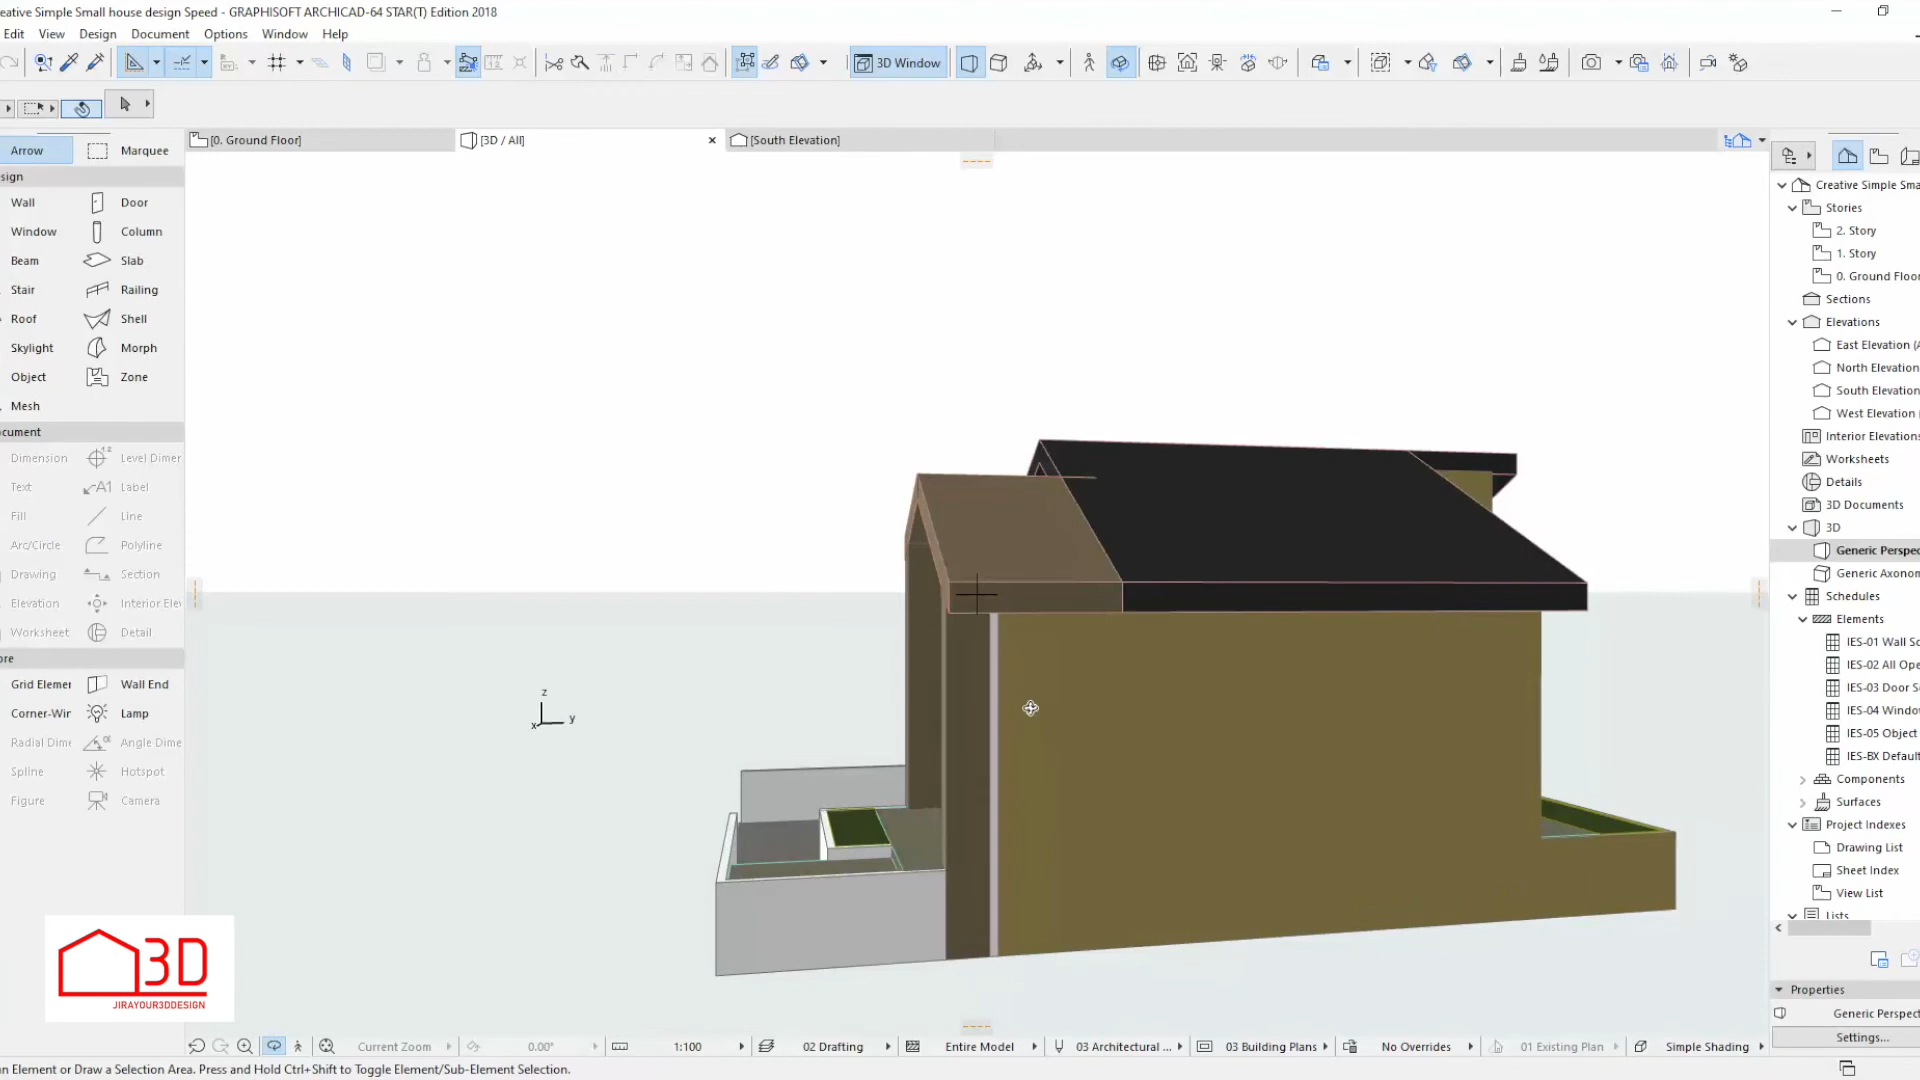 eative Simple Small house design Speed - GRAPHISOFT ARCHICAD-64 STAR(T) Edition 2018
Edit View Design Document Options Window Help
3D Window
[0. Ground Floor] [3D / All] [South Elevation]
Arrow Marquee
sign
Wall Door
Window Column
Beam Slab
Stair Railing
Roof Shell
Skylight Morph
Object Zone
Mesh
cument
Dimension Level Dimer
Text Label
Fill Line
Arc/Circle Polyline
Drawing Section
Elevation Interior Elev
Worksheet Detail
ore
Grid Elemer Wall End
Corner-Wir Lamp
Radial Dime Angle Dime
Spline Hotspot
Figure Camera
z
y
x
3D
JIRAYOUR3DDESIGN
Creative Simple Sma
Stories
2. Story
1. Story
0. Ground Floor
Sections
Elevations
East Elevation (A
North Elevation
South Elevation
West Elevation (
Interior Elevations
Worksheets
Details
3D Documents
3D
Generic Perspec
Generic Axonom
Schedules
Elements
IES-01 Wall Sc
IES-02 All Ope
IES-03 Door S
IES-04 Windo
IES-05 Object
IES-BX Default
Components
Surfaces
Project Indexes
Drawing List
Sheet Index
View List
Lists
Properties
Generic Perspect
Settings...
Current Zoom 0.00° 1:100 02 Drafting Entire Model 03 Architectural ... 03 Building Plans No Overrides 01 Existing Plan Simple Shading
n Element or Draw a Selection Area. Press and Hold Ctrl+Shift to Toggle Element/Sub-Element Selection.